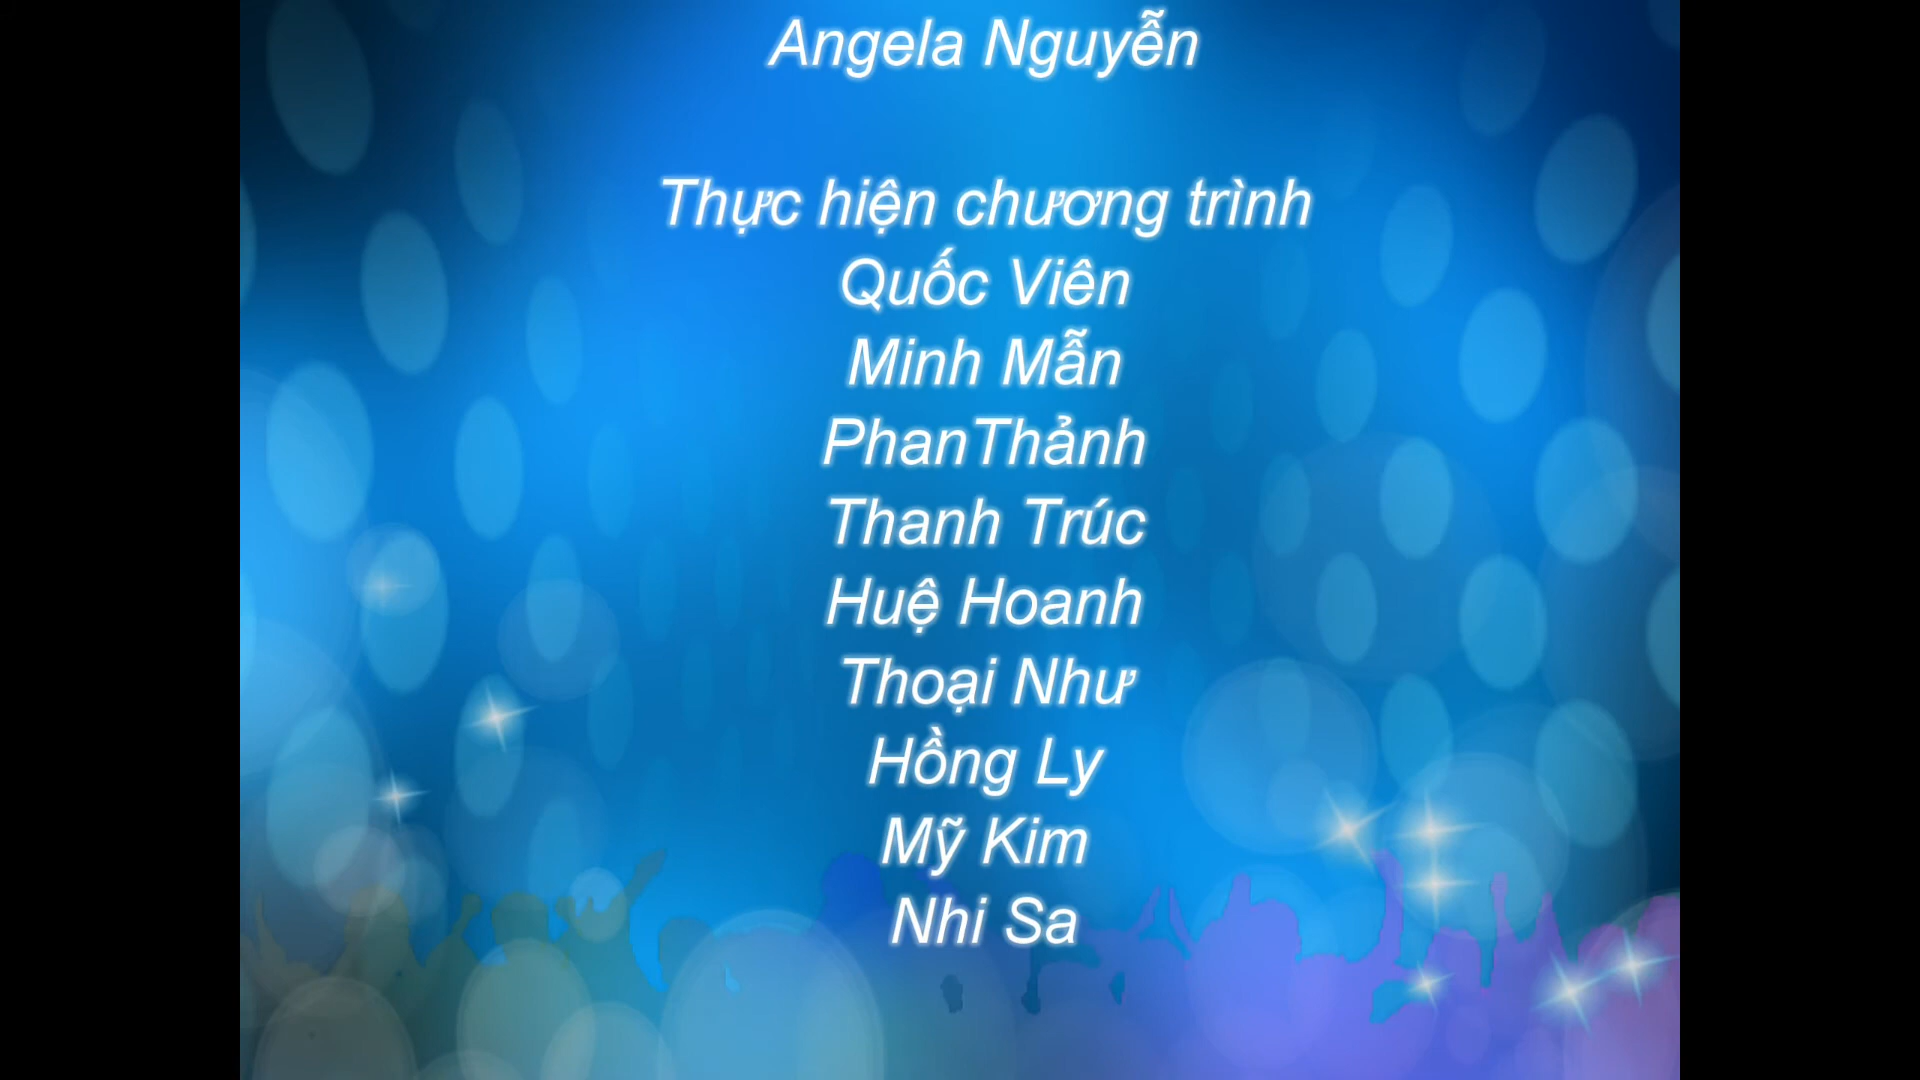 Angela Nguyễn
Thực hiện chương trình
Quốc Viên
Minh Mẫn
PhanThảnh
Thanh Trúc
Huệ Hoanh
Thoại Như
Hồng Ly
Mỹ Kim
Nhi Sa